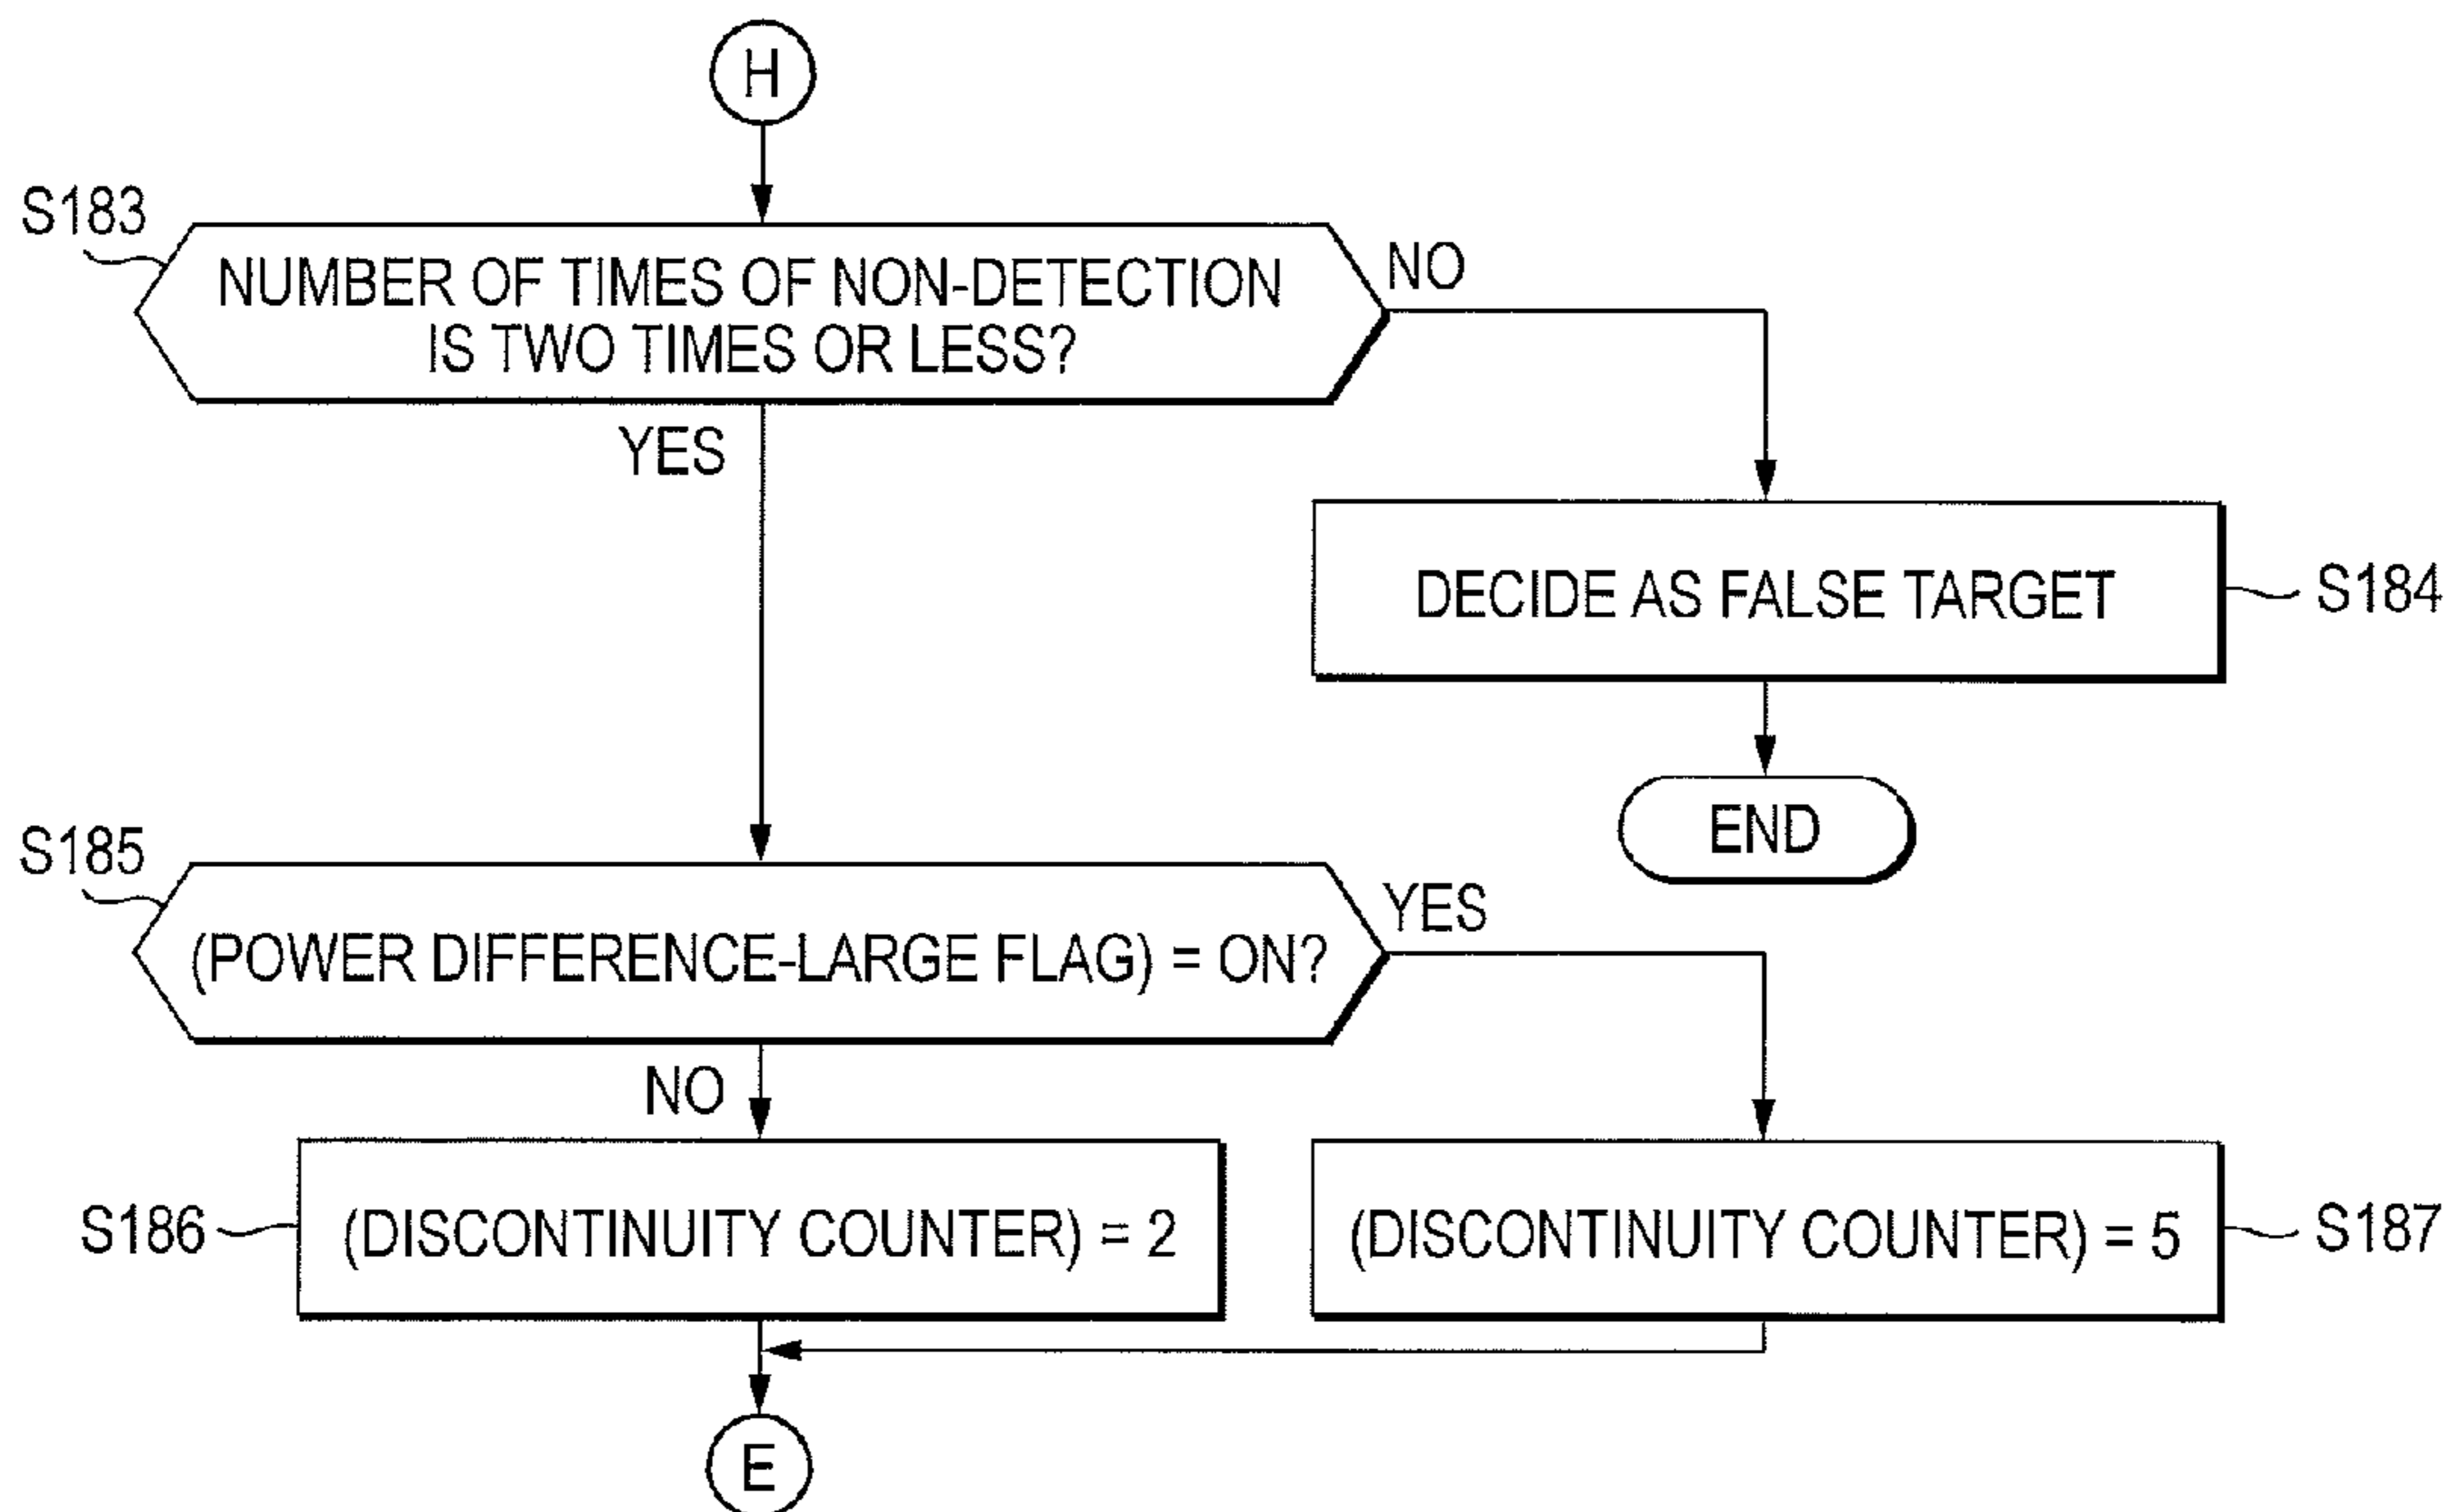 H
S183
NUMBER OF TIMES OF NON-DETECTION
IS TWO TIMES OR LESS?
NO
YES
DECIDE AS FALSE TARGET
S184
END
S185
(POWER DIFFERENCE-LARGE FLAG) = ON?
YES
NO
S186
(DISCONTINUITY COUNTER) = 2
(DISCONTINUITY COUNTER) = 5
S187
E